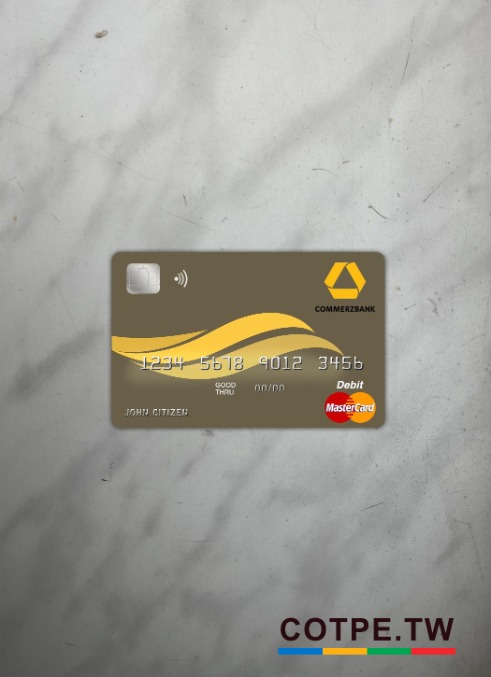 COMMERZBANK
1234 5678 9012 3456
GOOD
THRU
00/00
Debit
JOHN CITIZEN
MasterCard
COTPE.TW